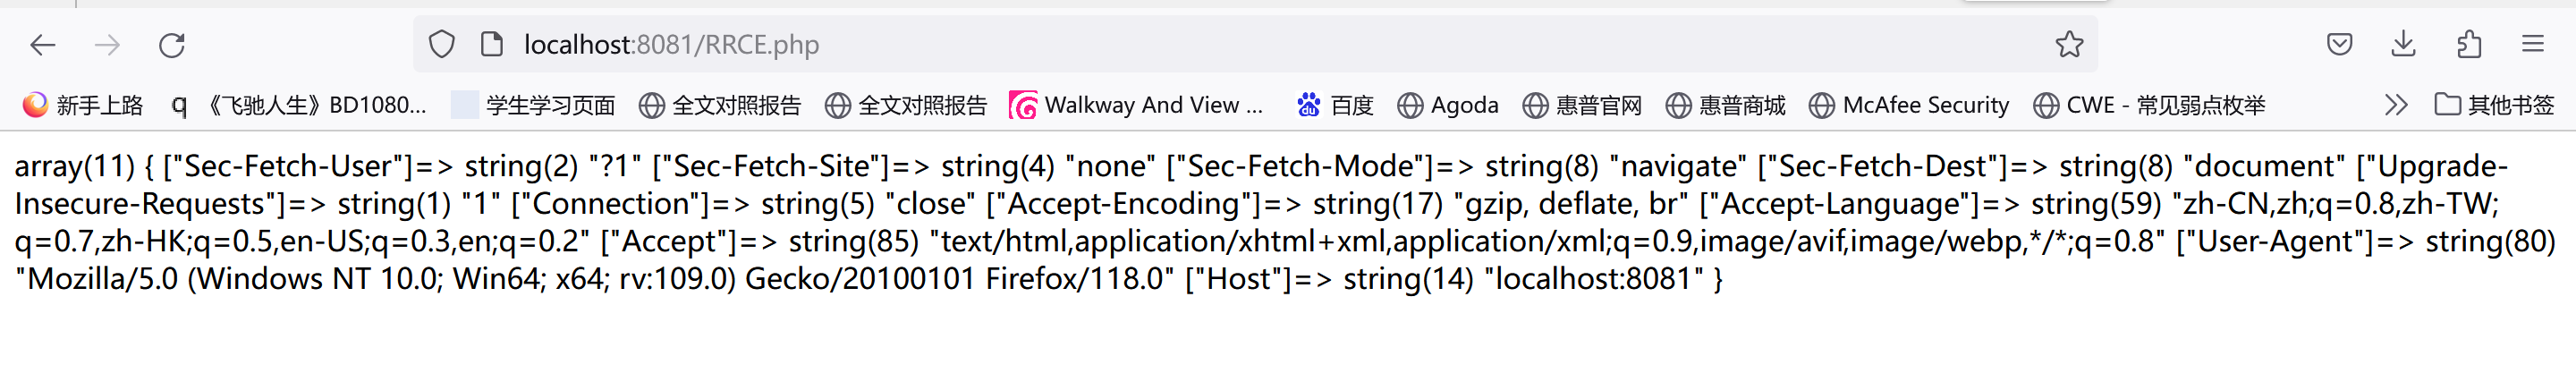 localhost:8081/RRCE.php
新手上路 q 《飞驰人生》BD1080... 学生学习页面 全文对照报告 全文对照报告 Walkway And View ... 百度 Agoda 惠普官网 惠普商城 McAfee Security CWE - 常见弱点枚举 其他书签
array(11) { ["Sec-Fetch-User"]=> string(2) "?1" ["Sec-Fetch-Site"]=> string(4) "none" ["Sec-Fetch-Mode"]=> string(8) "navigate" ["Sec-Fetch-Dest"]=> string(8) "document" ["Upgrade-
Insecure-Requests"]=> string(1) "1" ["Connection"]=> string(5) "close" ["Accept-Encoding"]=> string(17) "gzip, deflate, br" ["Accept-Language"]=> string(59) "zh-CN,zh;q=0.8,zh-TW;
q=0.7,zh-HK;q=0.5,en-US;q=0.3,en;q=0.2" ["Accept"]=> string(85) "text/html,application/xhtml+xml,application/xml;q=0.9,image/avif,image/webp,*/*;q=0.8" ["User-Agent"]=> string(80)
"Mozilla/5.0 (Windows NT 10.0; Win64; x64; rv:109.0) Gecko/20100101 Firefox/118.0" ["Host"]=> string(14) "localhost:8081" }